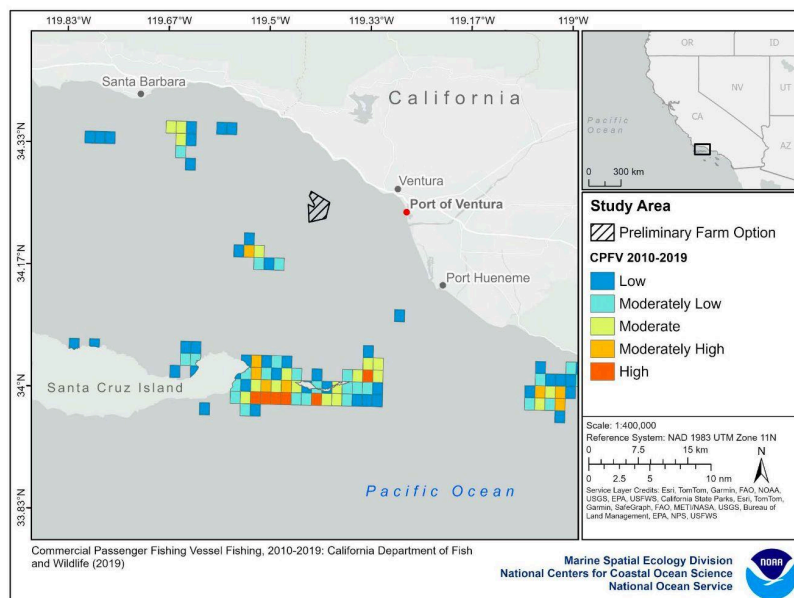 119.83°W 119.67°W 119.5°W 119.33°W 119.17°W 119°W
34.33°N
34.17°N
34°N
33.83°N
Santa Barbara
California
Ventura
Port of Ventura
Port Hueneme
Santa Cruz Island
Pacific Ocean
OR ID
NV
UT
CA
AZ
Pacific
Ocean
0 300 km
Study Area
Preliminary Farm Option
CPFV 2010-2019
Low
Moderately Low
Moderate
Moderately High
High
Scale: 1:400,000
Reference System: NAD 1983 UTM Zone 11N
0 7.5 15 km
N
0 2.5 5 10 nm
Service Layer Credits: Esri, TomTom, Garmin, FAO, NOAA,
USGS, EPA, USFWS, California State Parks, Esri, TomTom,
Garmin, SafeGraph, FAO, METI/NASA, USGS, Bureau of
Land Management, EPA, NPS, USFWS
Commercial Passenger Fishing Vessel Fishing, 2010-2019: California Department of Fish
and Wildlife (2019)
Marine Spatial Ecology Division
National Centers for Coastal Ocean Science
National Ocean Service
NOAA